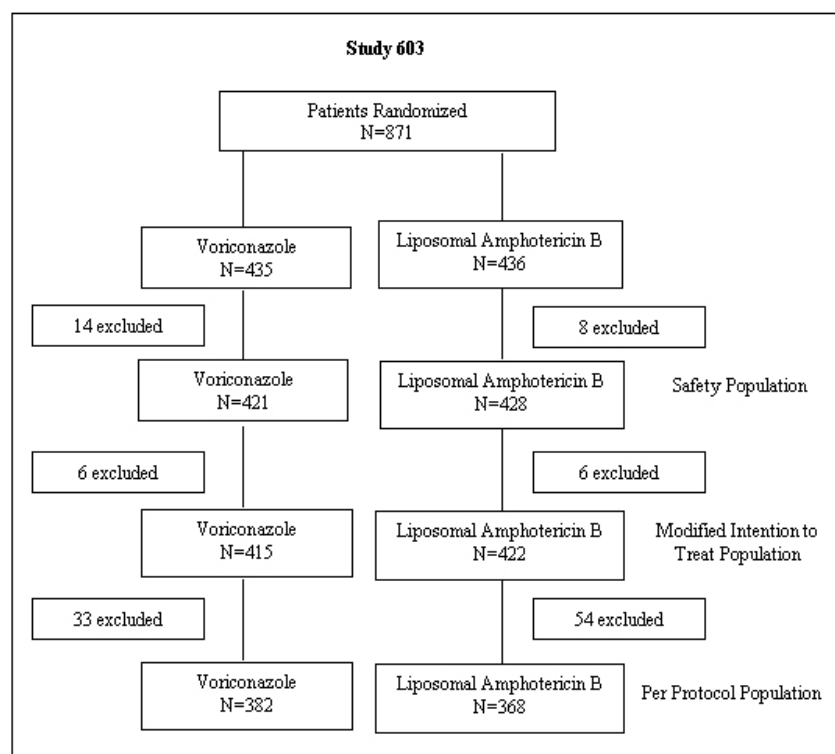 Study 603
Patients Randomized
N=871
Voriconazole
N=435
Liposomal Amphotericin B
N=436
14 excluded
8 excluded
Voriconazole
N=421
Liposomal Amphotericin B
N=428
Safety Population
6 excluded
6 excluded
Voriconazole
N=415
Liposomal Amphotericin B
N=422
Modified Intention to
Treat Population
33 excluded
54 excluded
Voriconazole
N=382
Liposomal Amphotericin B
N=368
Per Protocol Population